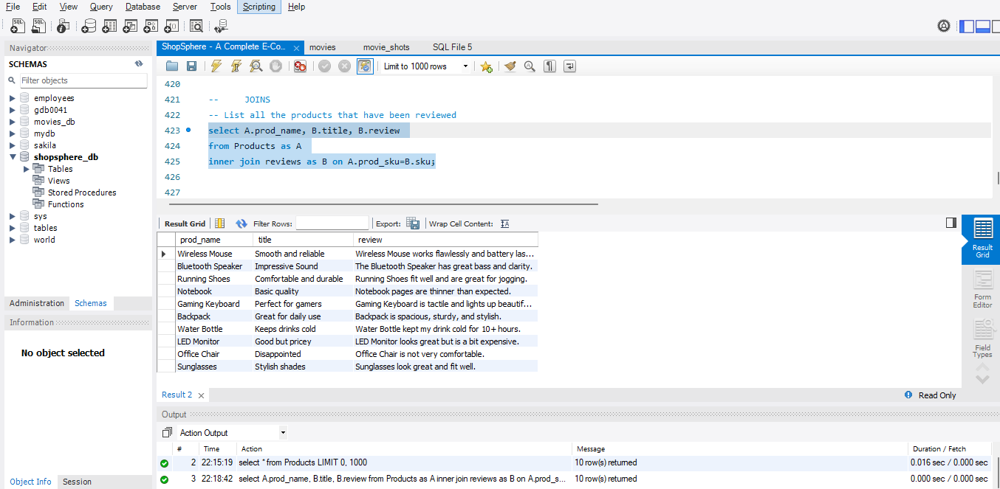 File Edit View Query Database Server Tools Scripting Help
SQL SQL
Navigator
SCHEMAS
Filter objects
employees
gdb0041
movies_db
mydb
sakila
shopsphere_db
Tables
Views
Stored Procedures
Functions
sys
tables
world
Administration Schemas
Information
No object selected
Object Info Session
ShopSphere - A Complete E-Co... movies movie_shots SQL File 5
Limit to 1000 rows
420
421 -- JOINS
422 -- List all the products that have been reviewed
423 select A.prod_name, B.title, B.review
424 from Products as A
425 inner join reviews as B on A.prod_sku=B.sku;
426
427
Result Grid Filter Rows: Export: Wrap Cell Content:
prod_name title review
Wireless Mouse Smooth and reliable Wireless Mouse works flawlessly and battery las...
Bluetooth Speaker Impressive Sound The Bluetooth Speaker has great bass and clarity.
Running Shoes Comfortable and durable Running Shoes fit well and are great for jogging.
Notebook Basic quality Notebook pages are thinner than expected.
Gaming Keyboard Perfect for gamers Gaming Keyboard is tactile and lights up beautif...
Backpack Great for daily use Backpack is spacious, sturdy, and stylish.
Water Bottle Keeps drinks cold Water Bottle kept my drink cold for 10+ hours.
LED Monitor Good but pricey LED Monitor looks great but is a bit expensive.
Office Chair Disappointed Office Chair is not very comfortable.
Sunglasses Stylish shades Sunglasses look great and fit well.
Result Grid
Form Editor
Field Types
Result 2 Read Only
Output
Action Output
# Time Action Message Duration / Fetch
2 22:15:19 select * from Products LIMIT 0, 1000 10 row(s) returned 0.016 sec / 0.000 sec
3 22:18:42 select A.prod_name, B.title, B.review from Products as A inner join reviews as B on A.prod_s... 10 row(s) returned 0.000 sec / 0.000 sec